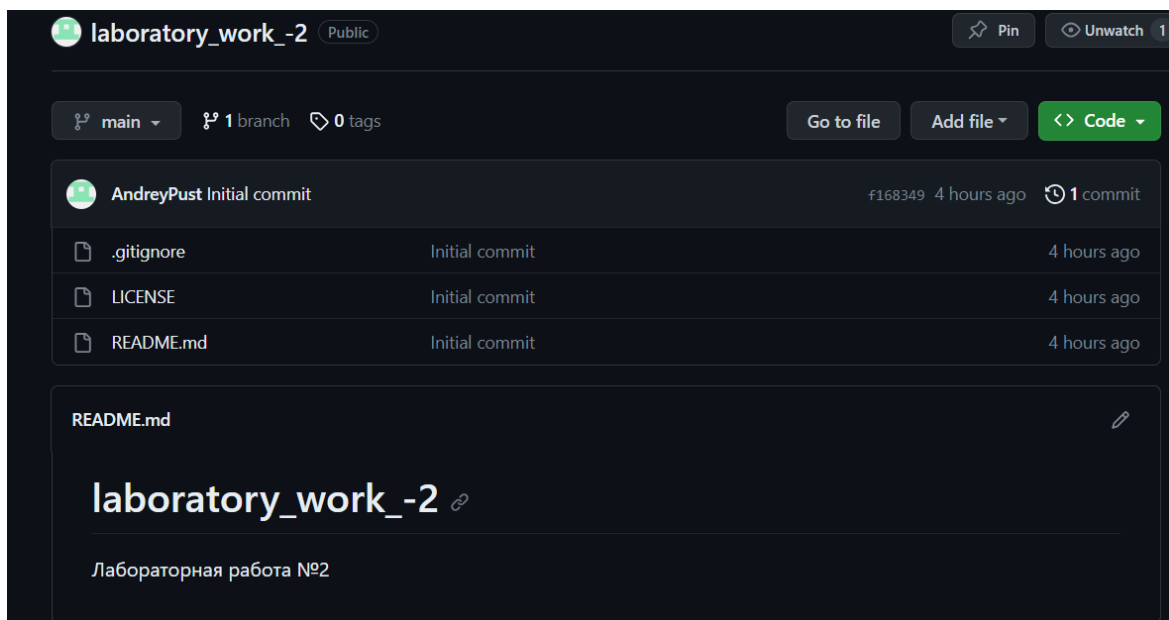 laboratory_work_-2 Public Pin Unwatch 1
main 1 branch 0 tags Go to file Add file <> Code
AndreyPust Initial commit f168349 4 hours ago 1 commit
.gitignore Initial commit 4 hours ago
LICENSE Initial commit 4 hours ago
README.md Initial commit 4 hours ago
README.md
laboratory_work_-2
Лабораторная работа №2